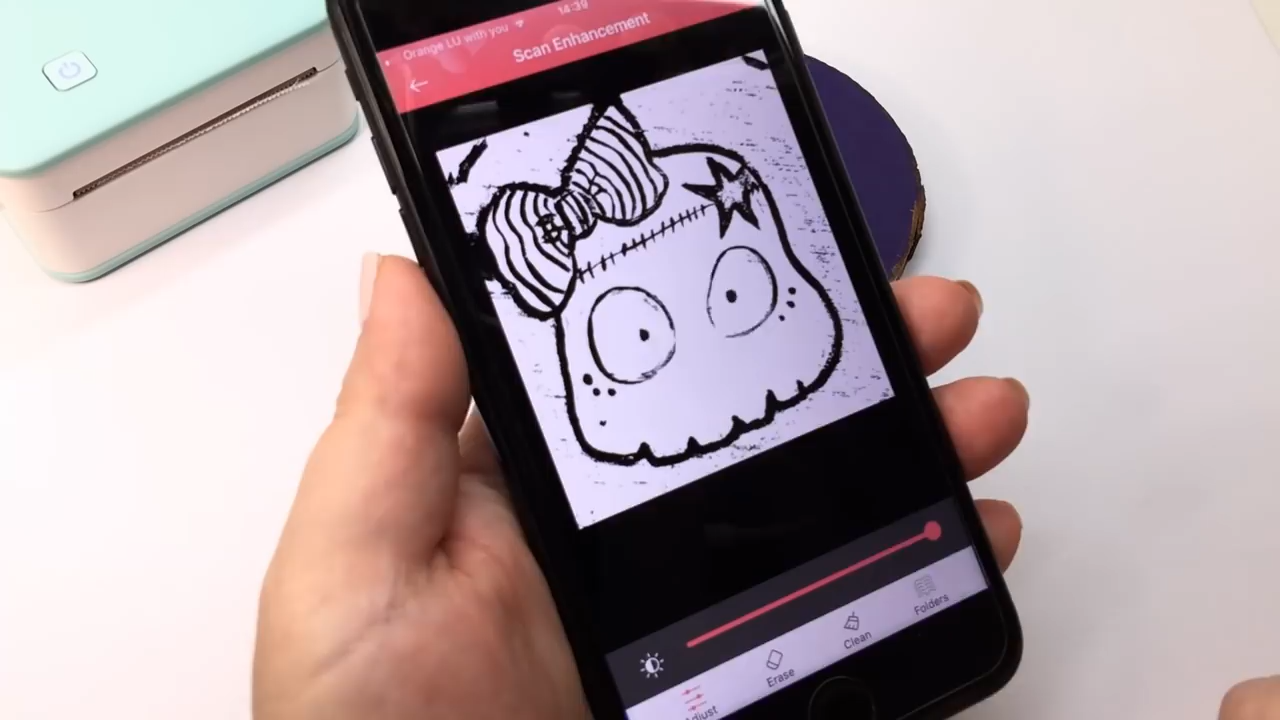 Orange LU with you
14:39
Scan Enhancement
Adjust
Erase
Clean
Folders